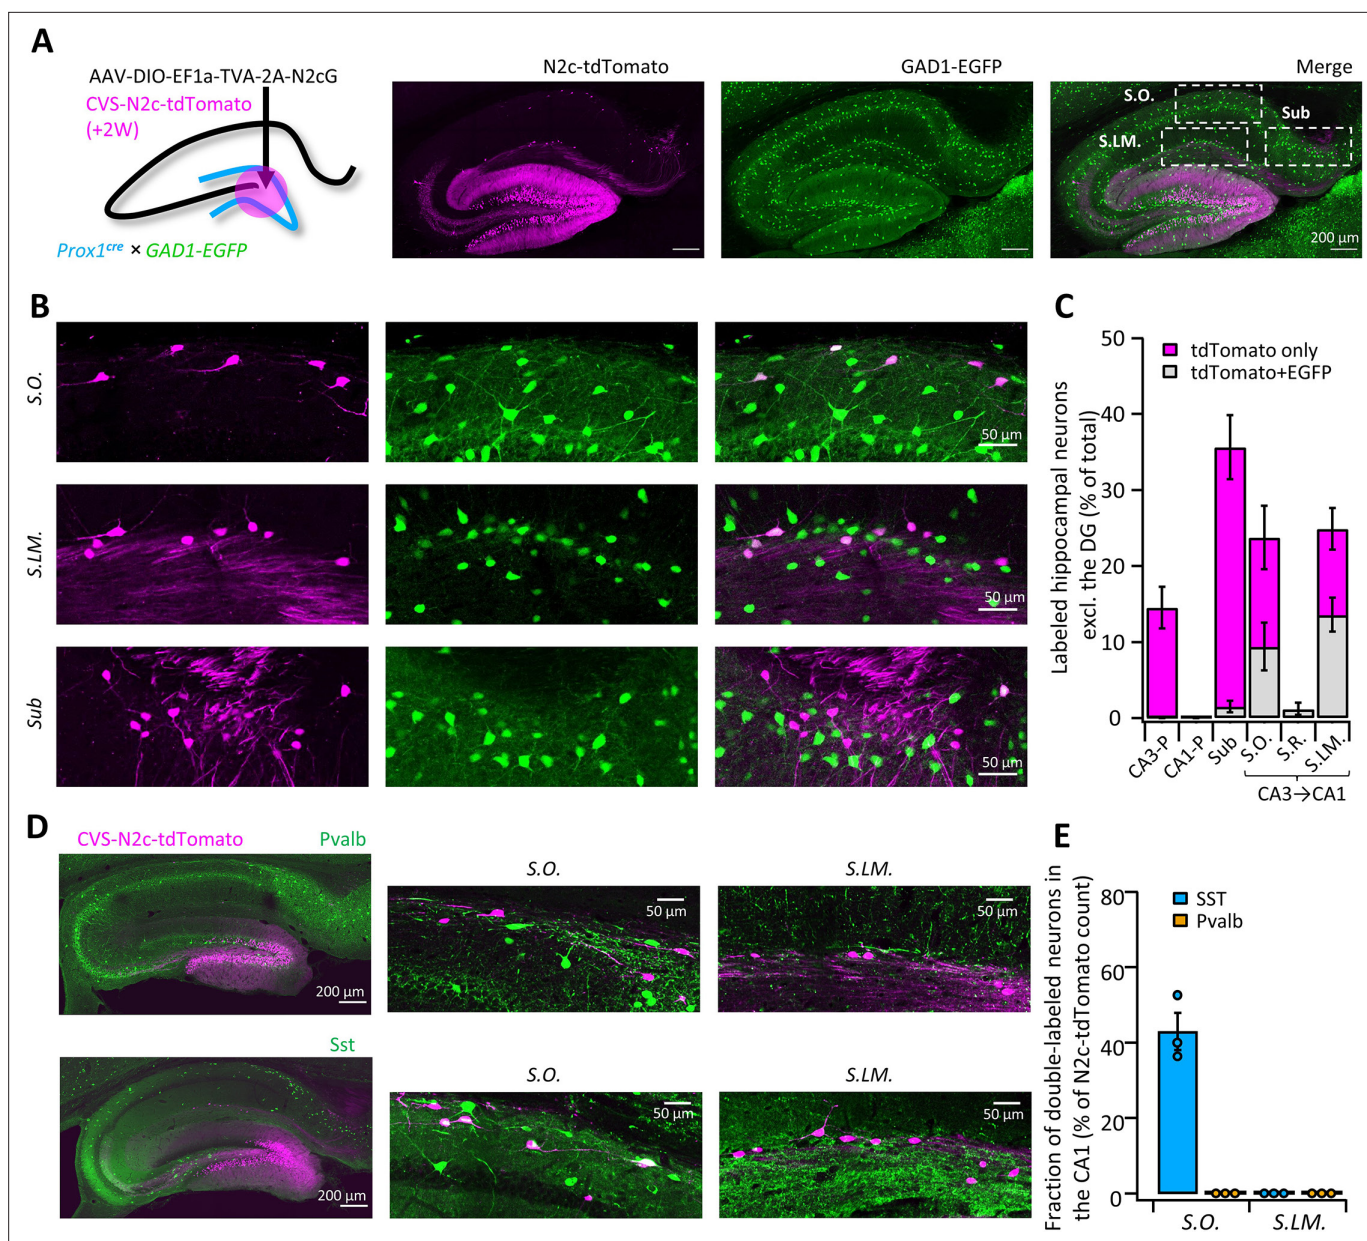 A
AAV-DIO-EF1a-TVA-2A-N2cG
CVS-N2c-tdTomato
(+2W)
Prox1cre × GAD1-EGFP
N2c-tdTomato
GAD1-EGFP
Merge
S.O.
Sub
S.LM.
200 µm
B
S.O.
50 µm
S.LM.
50 µm
Sub
50 µm
C
Labeled hippocampal neurons
excl. the DG (% of total)
50
40
30
20
10
0
tdTomato only
tdTomato+EGFP
CA3-P
CA1-P
Sub
S.O.
S.R.
S.LM.
CA3→CA1
D
CVS-N2c-tdTomato
Pvalb
200 µm
S.O.
50 µm
S.LM.
50 µm
Sst
200 µm
S.O.
50 µm
S.LM.
50 µm
E
Fraction of double-labeled neurons in
the CA1 (% of N2c-tdTomato count)
80
60
40
20
0
SST
Pvalb
S.O.
S.LM.